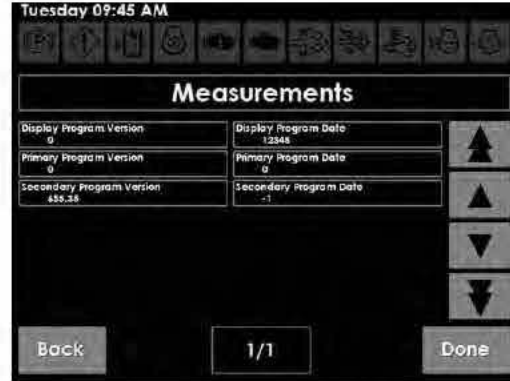 Tuesday 09:45 AM
Measurements
Display Program Version
0
Display Program Date
12345
Primary Program Version
0
Primary Program Date
0
Secondary Program Version
655.35
Secondary Program Date
-1
Back
1/1
Done